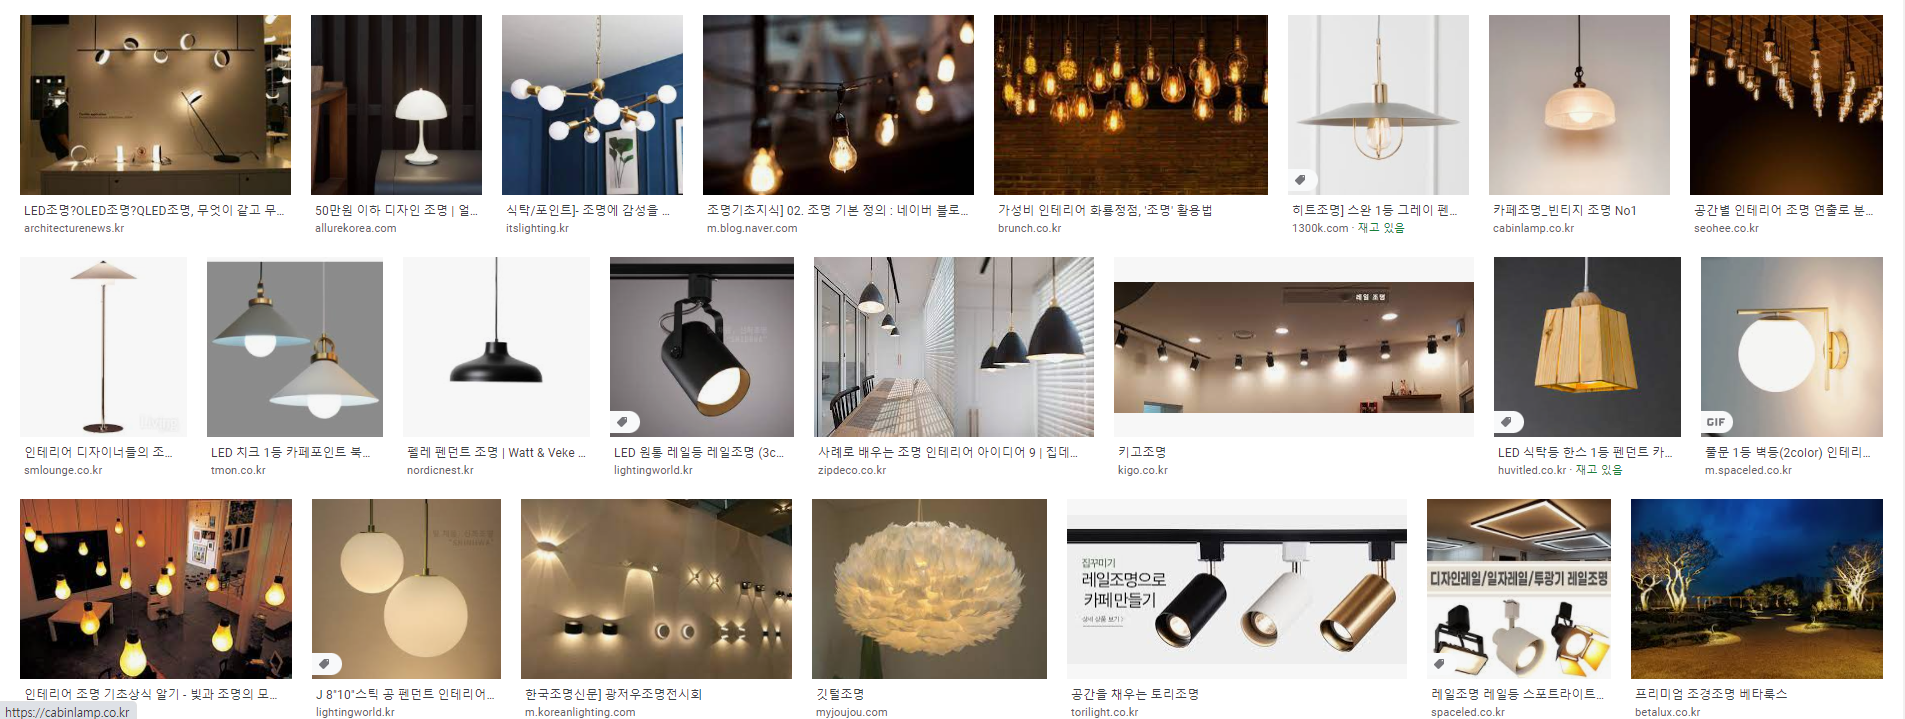 LED조명?OLED조명?QLED조명, 무엇이 같고 무...
architecturenews.kr
50만원 이하 디자인 조명 | 얼...
allurekorea.com
식탁/포인트]- 조명에 감성을 ...
itslighting.kr
조명기초지식] 02. 조명 기본 정의 : 네이버 블로...
m.blog.naver.com
가성비 인테리어 화룡정점, '조명' 활용법
brunch.co.kr
히트조명] 스완 1등 그레이 펜...
1300k.com · 재고 있음
카페조명_빈티지 조명 No1
cabinlamp.co.kr
공간별 인테리어 조명 연출로 분...
seohee.co.kr
Living
레일 조명
GIF
인테리어 디자이너들의 조...
smlounge.co.kr
LED 치크 1등 카페포인트 북...
tmon.co.kr
펠레 펜던트 조명 | Watt & Veke ...
nordicnest.kr
LED 원통 레일등 레일조명 (3c...
lightingworld.kr
사례로 배우는 조명 인테리어 아이디어 9 | 집데...
zipdeco.co.kr
키고조명
kigo.co.kr
LED 식탁등 한스 1등 펜던트 카...
huvitled.co.kr · 재고 있음
풀문 1등 벽등(2color) 인테리...
m.spaceled.co.kr
집꾸미기
레일조명으로
카페만들기
상세 상품 보기 〉
디자인레일/일자레일/투광기 레일조명
인테리어 조명 기초상식 알기 - 빛과 조명의 모...
J 8"10"스틱 공 펜던트 인테리어...
lightingworld.kr
한국조명신문] 광저우조명전시회
m.koreanlighting.com
깃털조명
myjoujou.com
공간을 채우는 토리조명
torilight.co.kr
레일조명 레일등 스포트라이트...
spaceled.co.kr
프리미엄 조경조명 베타룩스
betalux.co.kr
https://cabinlamp.co.kr